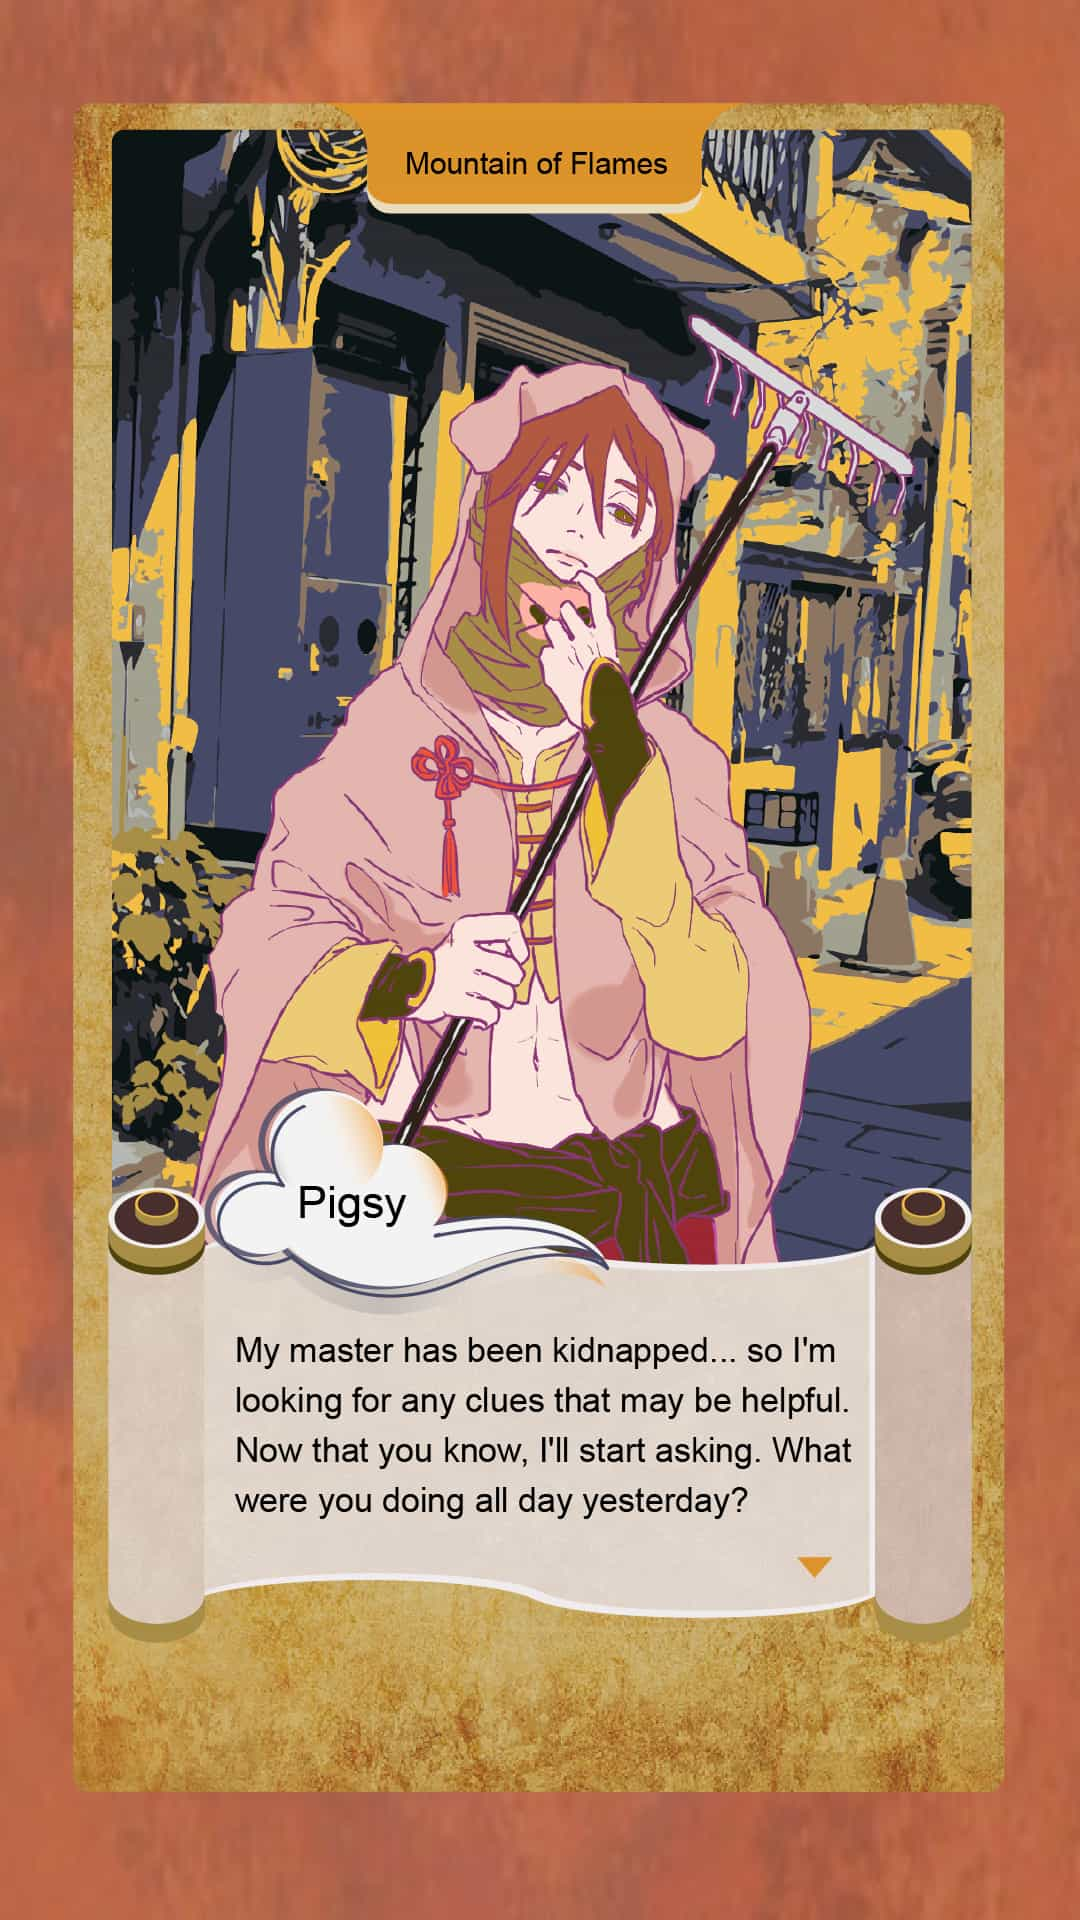 Mountain of Flames
Pigsy
My master has been kidnapped... so I'm
looking for any clues that may be helpful.
Now that you know, I'll start asking. What
were you doing all day yesterday?